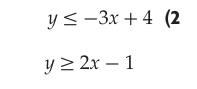 y ≤ −3x + 4 (2
y ≥ 2x − 1